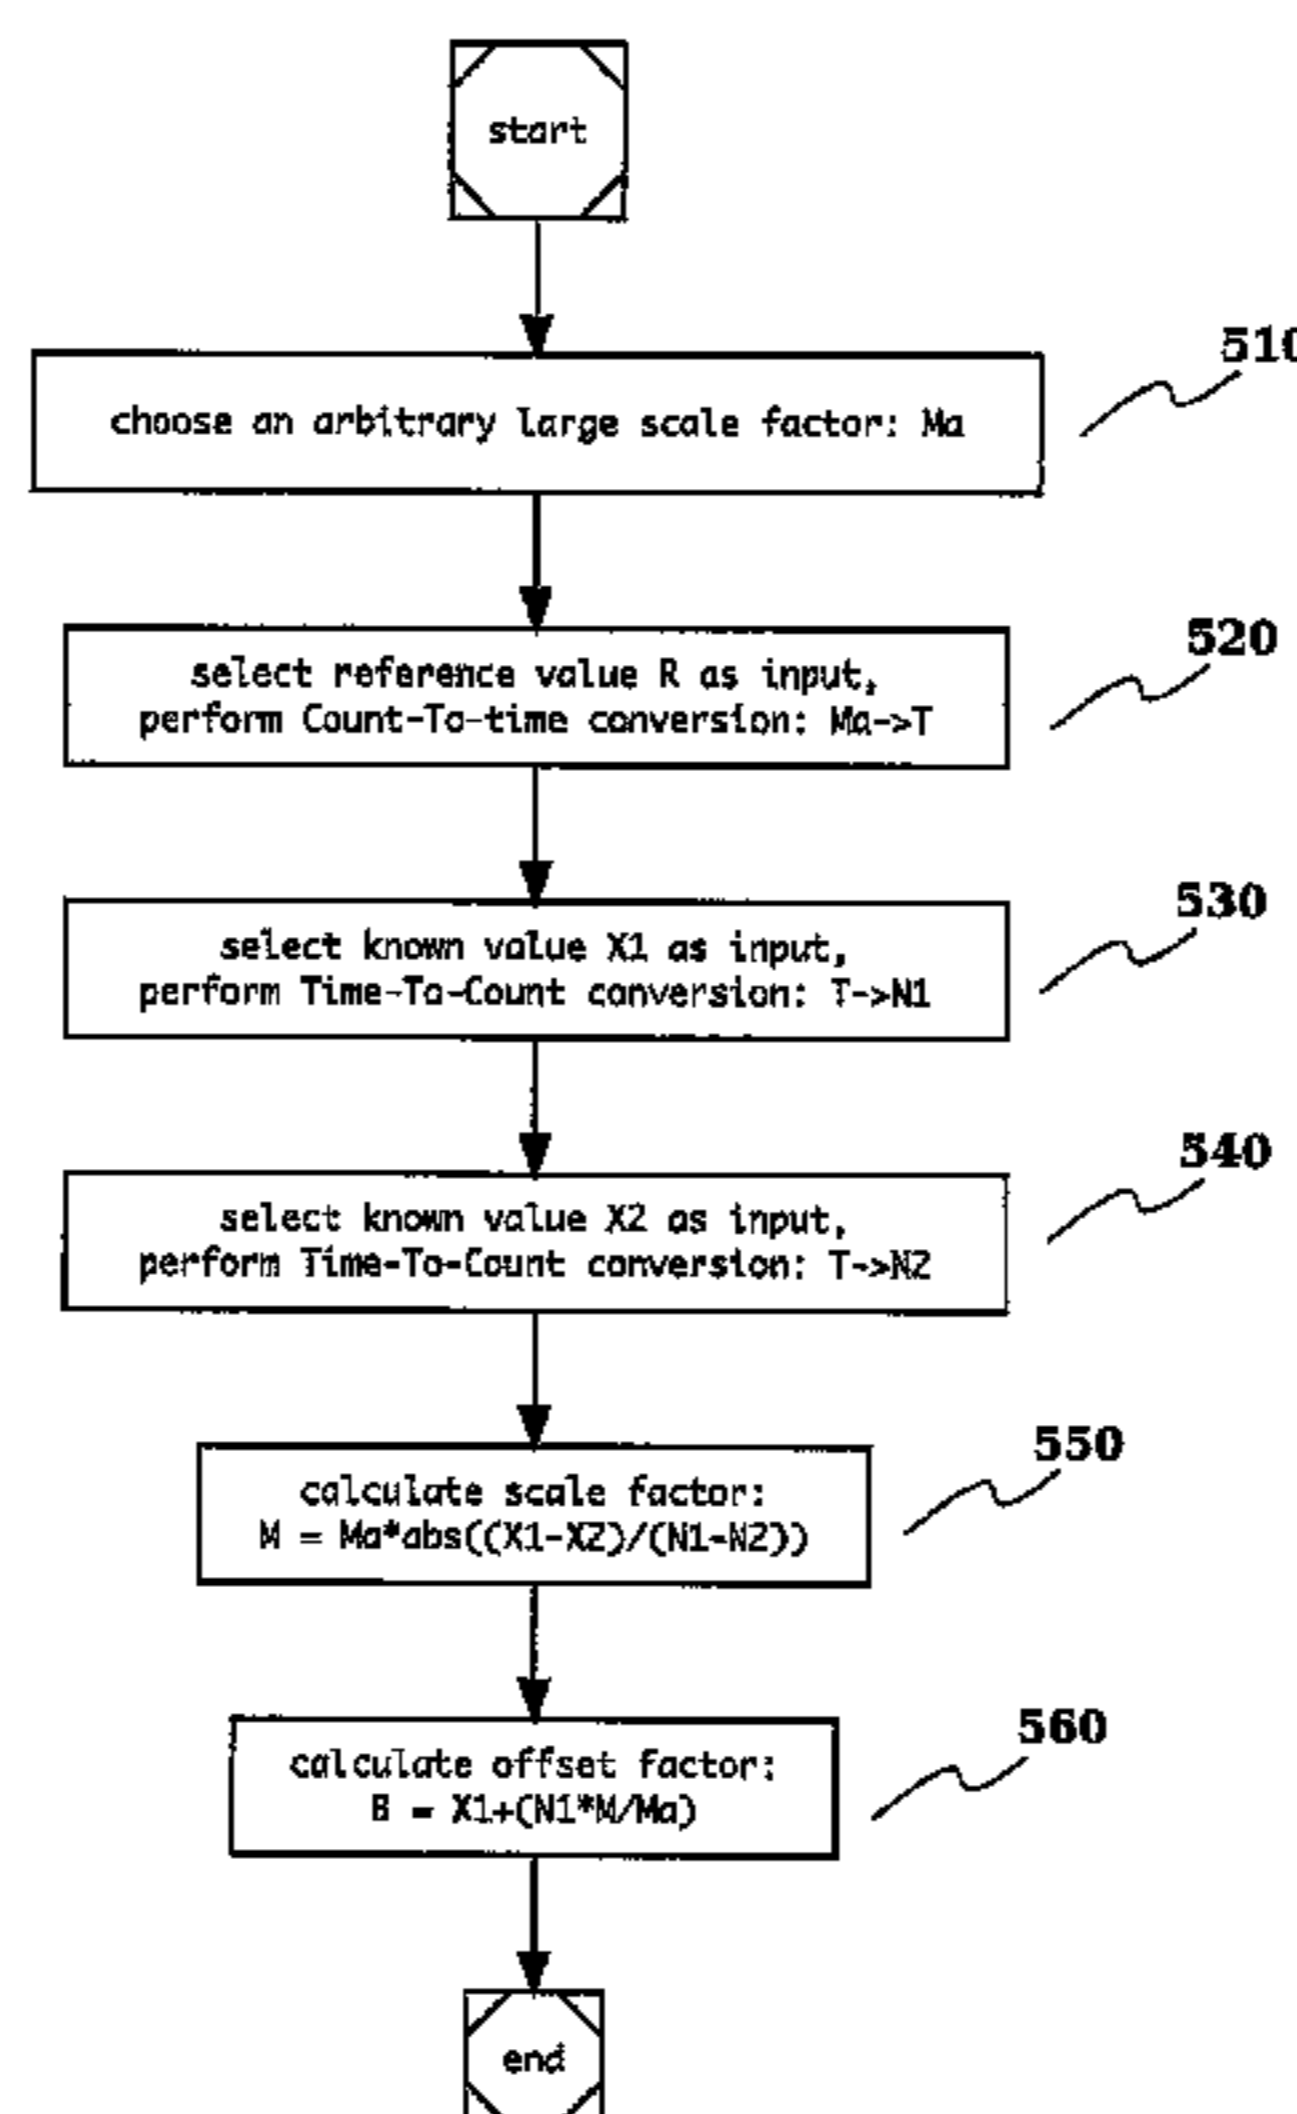 start
510
choose an arbitrary large scale factor: Ma
520
select reference value R as input,
perform Count-To-time conversion: Ma->T
530
select known value X1 as input,
perform Time-To-Count conversion: T->N1
540
select known value X2 as input,
perform Time-To-Count conversion: T->N2
550
calculate scale factor:
M = Ma*abs((X1-X2)/(N1-N2))
560
calculate offset factor:
B = X1+(N1*M/Ma)
end